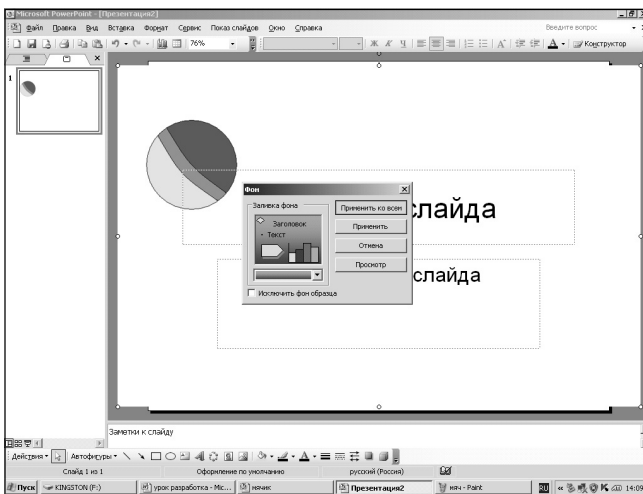 Microsoft PowerPoint - [Презентация2]
Файл Правка Вид Вставка Формат Сервис Показ слайдов Окно Справка
Введите вопрос
76%
Ж К Ч
Конструктор
1
слайда
слайда
Фон
Заливка фона
Заголовок
Текст
Применить ко всем
Применить
Отмена
Просмотр
Исключить фон образца
Заметки к слайду
Действия Автофигуры
Слайд 1 из 1 Оформление по умолчанию русский (Россия)
Пуск KINGSTON (F:) урок разработка - Mic... мячик Презентация2 мяч - Paint RU 14:09